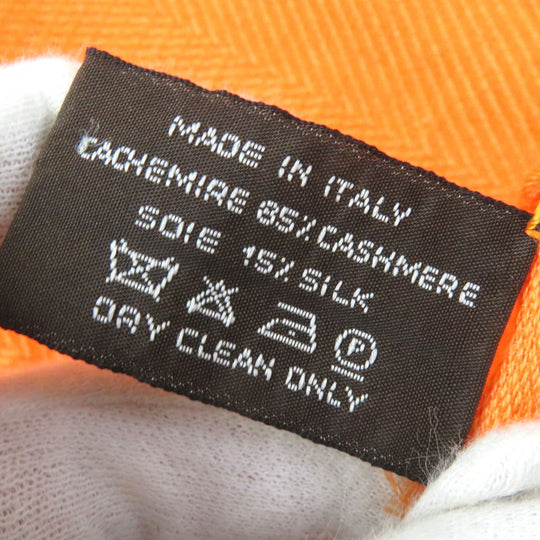 MADE IN ITALY
CACHEMIRE 85% CASHMERE
SOIE 15% SILK
P
DRY CLEAN ONLY